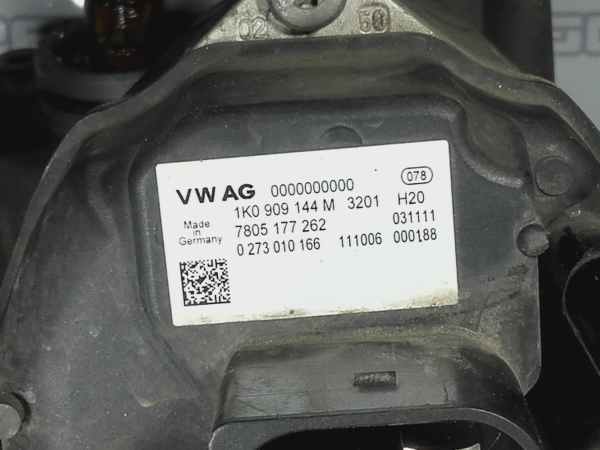 02 50
VW AG 0000000000 078
1K0 909 144 M 3201 H20
Made in Germany
7805 177 262 031111
0 273 010 166 111006 000188